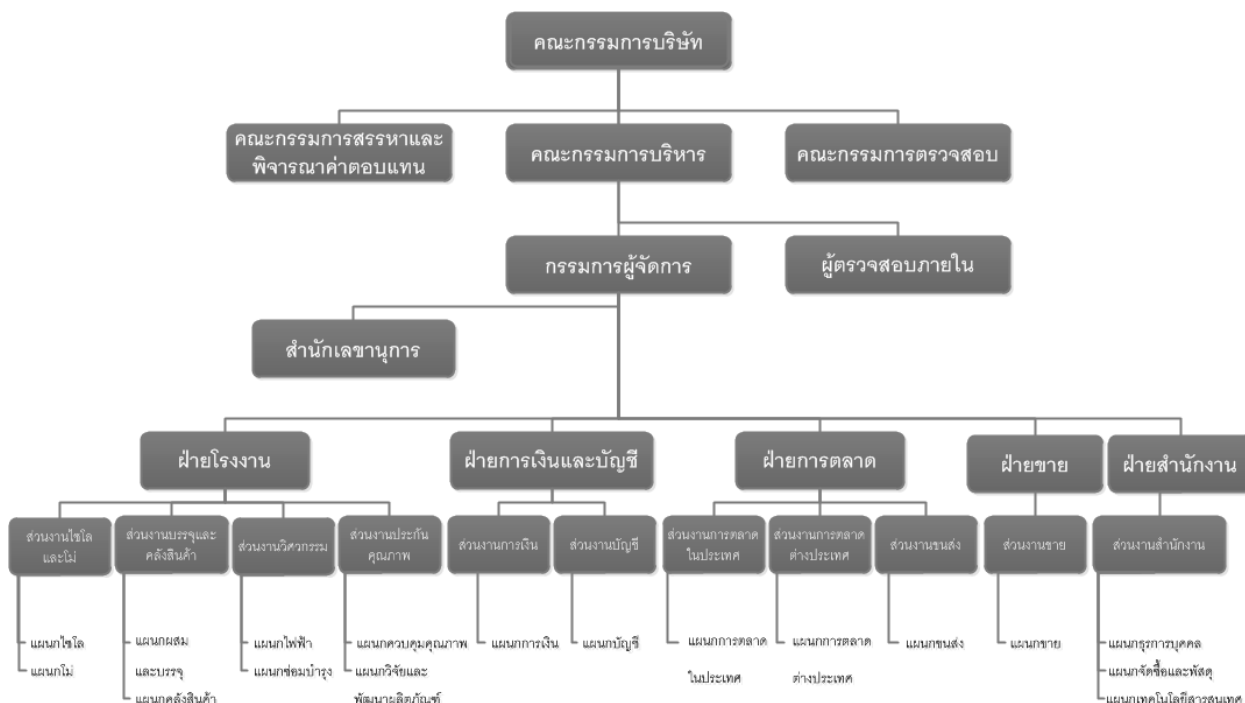 คณะกรรมการบริษัท
คณะกรรมการสรรหาและ
พิจารณาค่าตอบแทน
คณะกรรมการบริหาร
คณะกรรมการตรวจสอบ
กรรมการผู้จัดการ
ผู้ตรวจสอบภายใน
สำนักเลขานุการ
ฝ่ายโรงงาน
ฝ่ายการเงินและบัญชี
ฝ่ายการตลาด
ฝ่ายขาย
ฝ่ายสำนักงาน
ส่วนงานไซโล
และโม่
ส่วนงานบรรจุและ
คลังสินค้า
ส่วนงานวิศวกรรม
ส่วนงานประกัน
คุณภาพ
ส่วนงานการเงิน
ส่วนงานบัญชี
ส่วนงานการตลาด
ในประเทศ
ส่วนงานการตลาด
ต่างประเทศ
ส่วนงานขนส่ง
ส่วนงานขาย
ส่วนงานสำนักงาน
แผนกไซโล
แผนกโม่
แผนกผสม
และบรรจุ
แผนกคลังสินค้า
แผนกไฟฟ้า
แผนกซ่อมบำรุง
แผนกควบคุมคุณภาพ
แผนกวิจัยและ
พัฒนาผลิตภัณฑ์
แผนกการเงิน
แผนกบัญชี
แผนกการตลาด
ในประเทศ
แผนกการตลาด
ต่างประเทศ
แผนกขนส่ง
แผนกขาย
แผนกธุรการบุคคล
แผนกจัดซื้อและพัสดุ
แผนกเทคโนโลยีสารสนเทศ